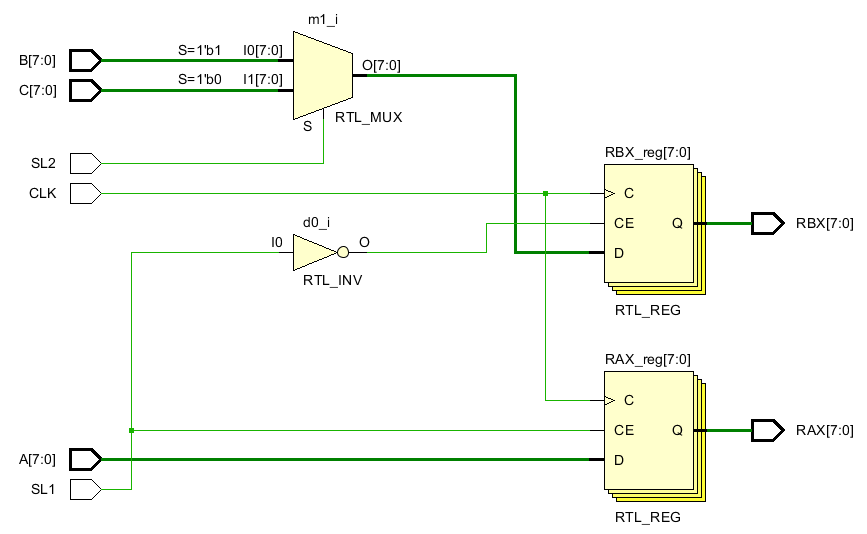 m1_i
B[7:0] S=1'b1 I0[7:0]
O[7:0]
C[7:0] S=1'b0 I1[7:0]
S RTL_MUX
SL2
CLK
RBX_reg[7:0]
C
CE Q RBX[7:0]
D
RTL_REG
d0_i
I0 O
RTL_INV
RAX_reg[7:0]
C
CE Q RAX[7:0]
A[7:0] D
SL1
RTL_REG